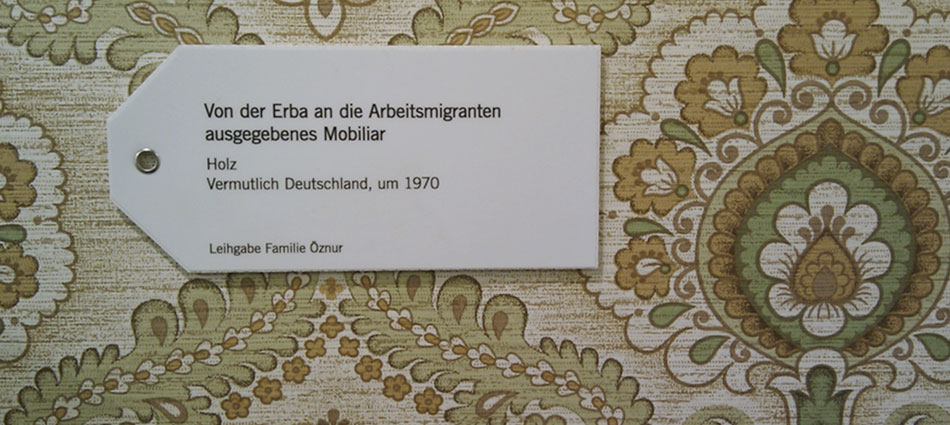 Von der Erba an die Arbeitsmigranten
ausgegebenes Mobiliar
Holz
Vermutlich Deutschland, um 1970
Leihgabe Familie Öznur